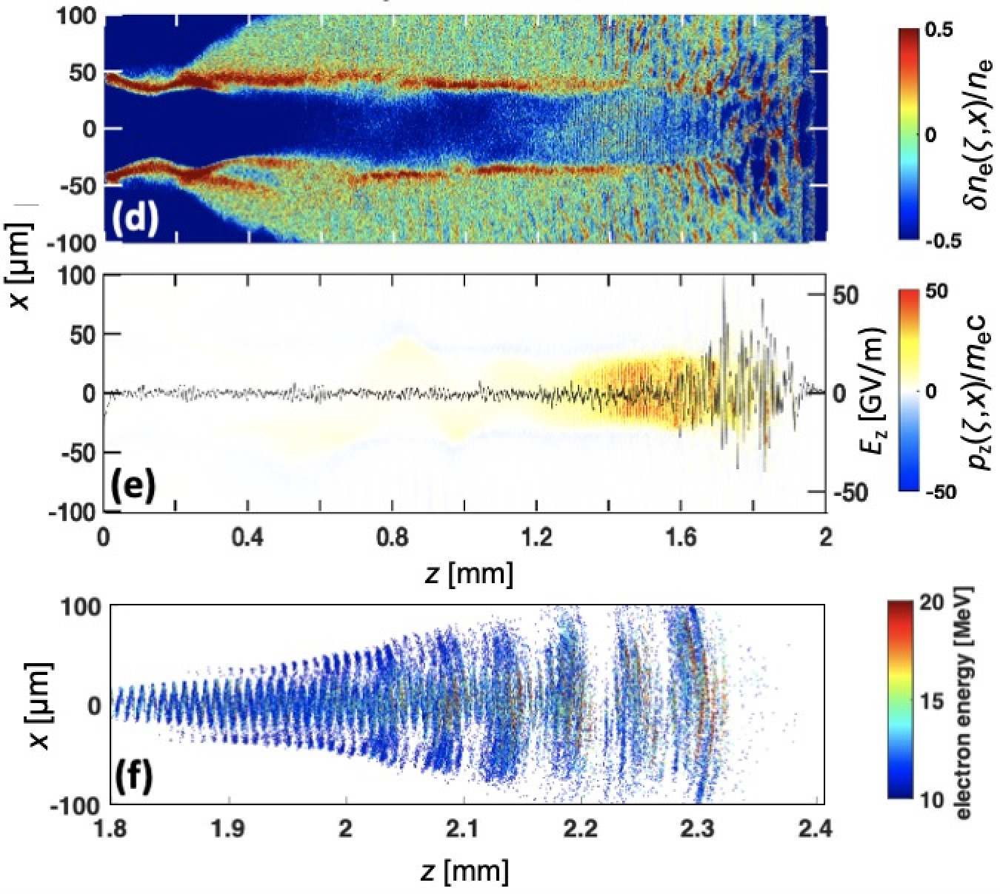 100
50
0
-50
-100
(d)
0.5
0
-0.5
δnₑ(ζ,x)/nₑ
x [μm]
100
50
0
-50
-100
(e)
50
0
-50
E_z [GV/m]
50
0
-50
p_z(ζ,x)/mₑc
0 0.4 0.8 1.2 1.6 2
z [mm]
100
0
-100
x [μm]
(f)
20
15
10
electron energy [MeV]
1.8 1.9 2 2.1 2.2 2.3 2.4
z [mm]